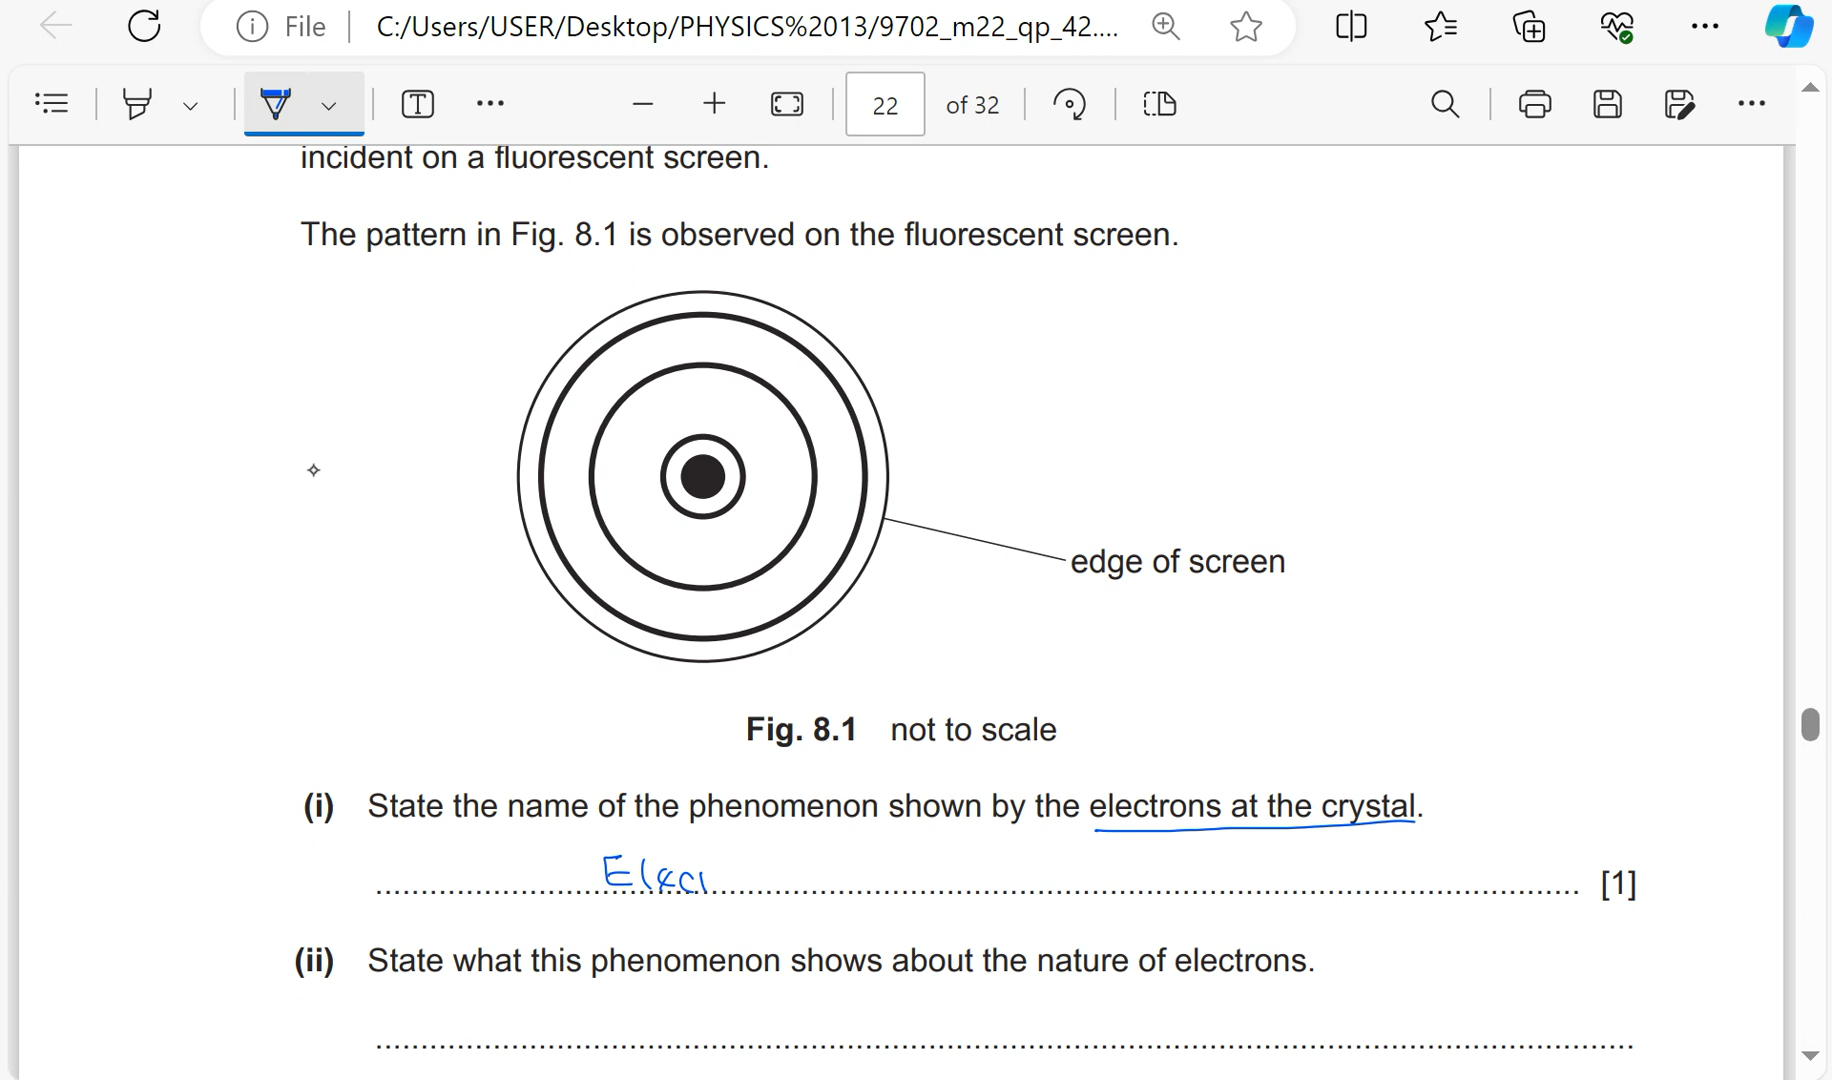 File C:/Users/USER/Desktop/PHYSICS%2013/9702_m22_qp_42....
22 of 32
incident on a fluorescent screen.
The pattern in Fig. 8.1 is observed on the fluorescent screen.
edge of screen
Fig. 8.1 not to scale
(i) State the name of the phenomenon shown by the electrons at the crystal.
.......... [1]
(ii) State what this phenomenon shows about the nature of electrons.